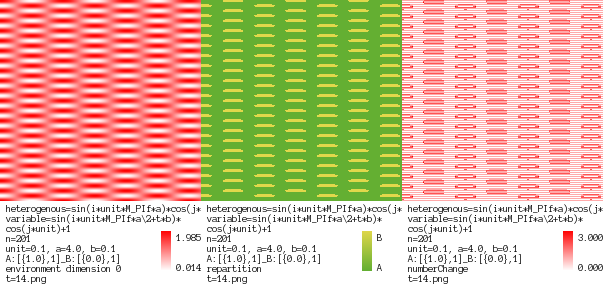 heterogenous=sin(i*unit*M_PIf*a)*cos(j*
variable=sin(i*unit*M_PIf*a\2+t*b)*
cos(j*unit)+1
n=201
unit=0.1, a=4.0, b=0.1
A:[{1.0},1]_B:[{0.0},1]
environment dimension 0
t=14.png
1.985
0.014
heterogenous=sin(i*unit*M_PIf*a)*cos(j*
variable=sin(i*unit*M_PIf*a\2+t*b)*
cos(j*unit)+1
n=201
unit=0.1, a=4.0, b=0.1
A:[{1.0},1]_B:[{0.0},1]
repartition
t=14.png
B
A
heterogenous=sin(i*unit*M_PIf*a)*cos(j*
variable=sin(i*unit*M_PIf*a\2+t*b)*
cos(j*unit)+1
n=201
unit=0.1, a=4.0, b=0.1
A:[{1.0},1]_B:[{0.0},1]
numberChange
t=14.png
3.000
0.000